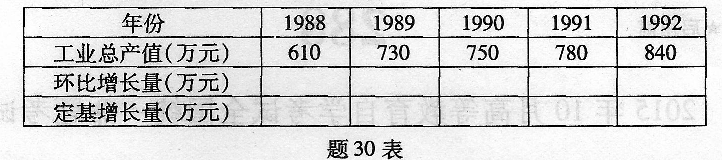 年份 1988 1989 1990 1991 1992
工业总产值(万元) 610 730 750 780 840
环比增长量(万元)
定基增长量(万元)
题30表